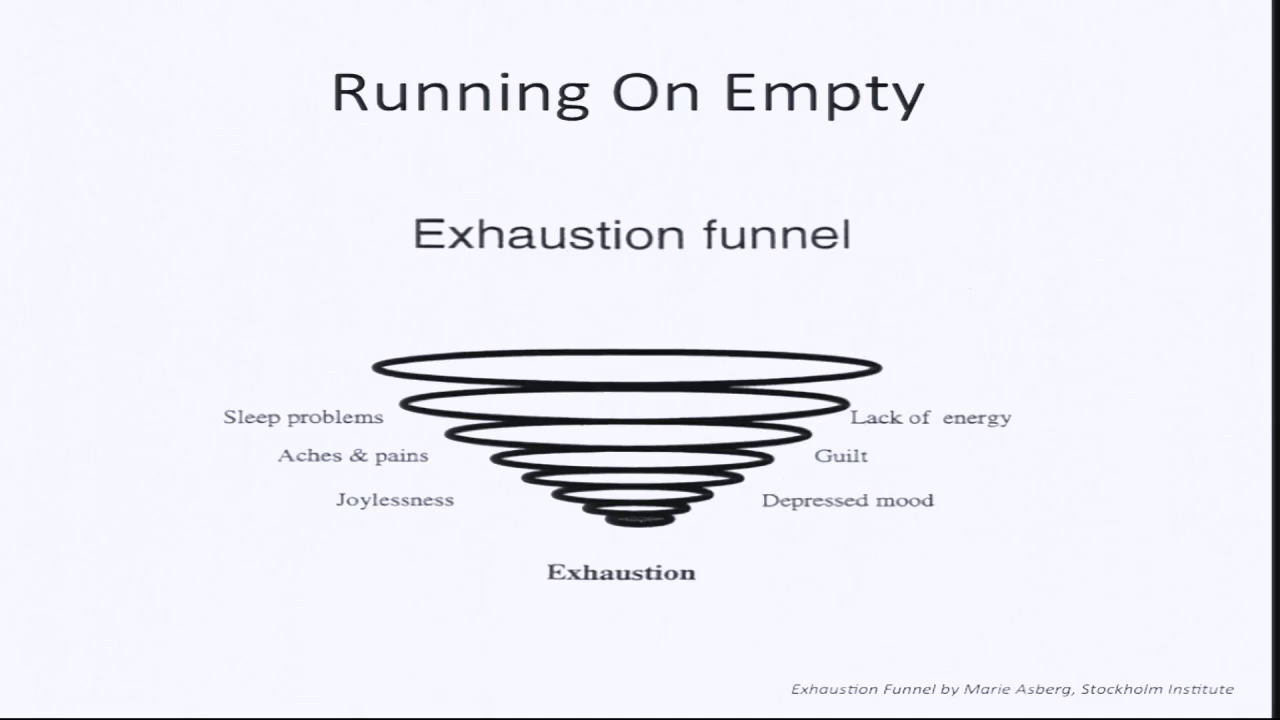 Running On Empty
Exhaustion funnel
Sleep problems
Lack of energy
Aches & pains
Guilt
Joylessness
Depressed mood
Exhaustion
Exhaustion Funnel by Marie Asberg, Stockholm Institute